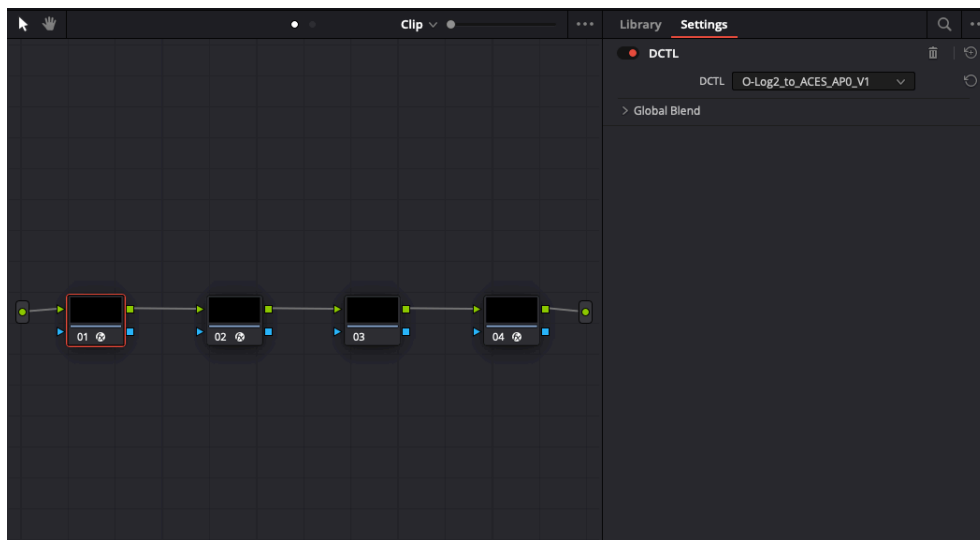 Clip
Library Settings
DCTL
DCTL O-Log2_to_ACES_AP0_V1
Global Blend
01
02
03
04